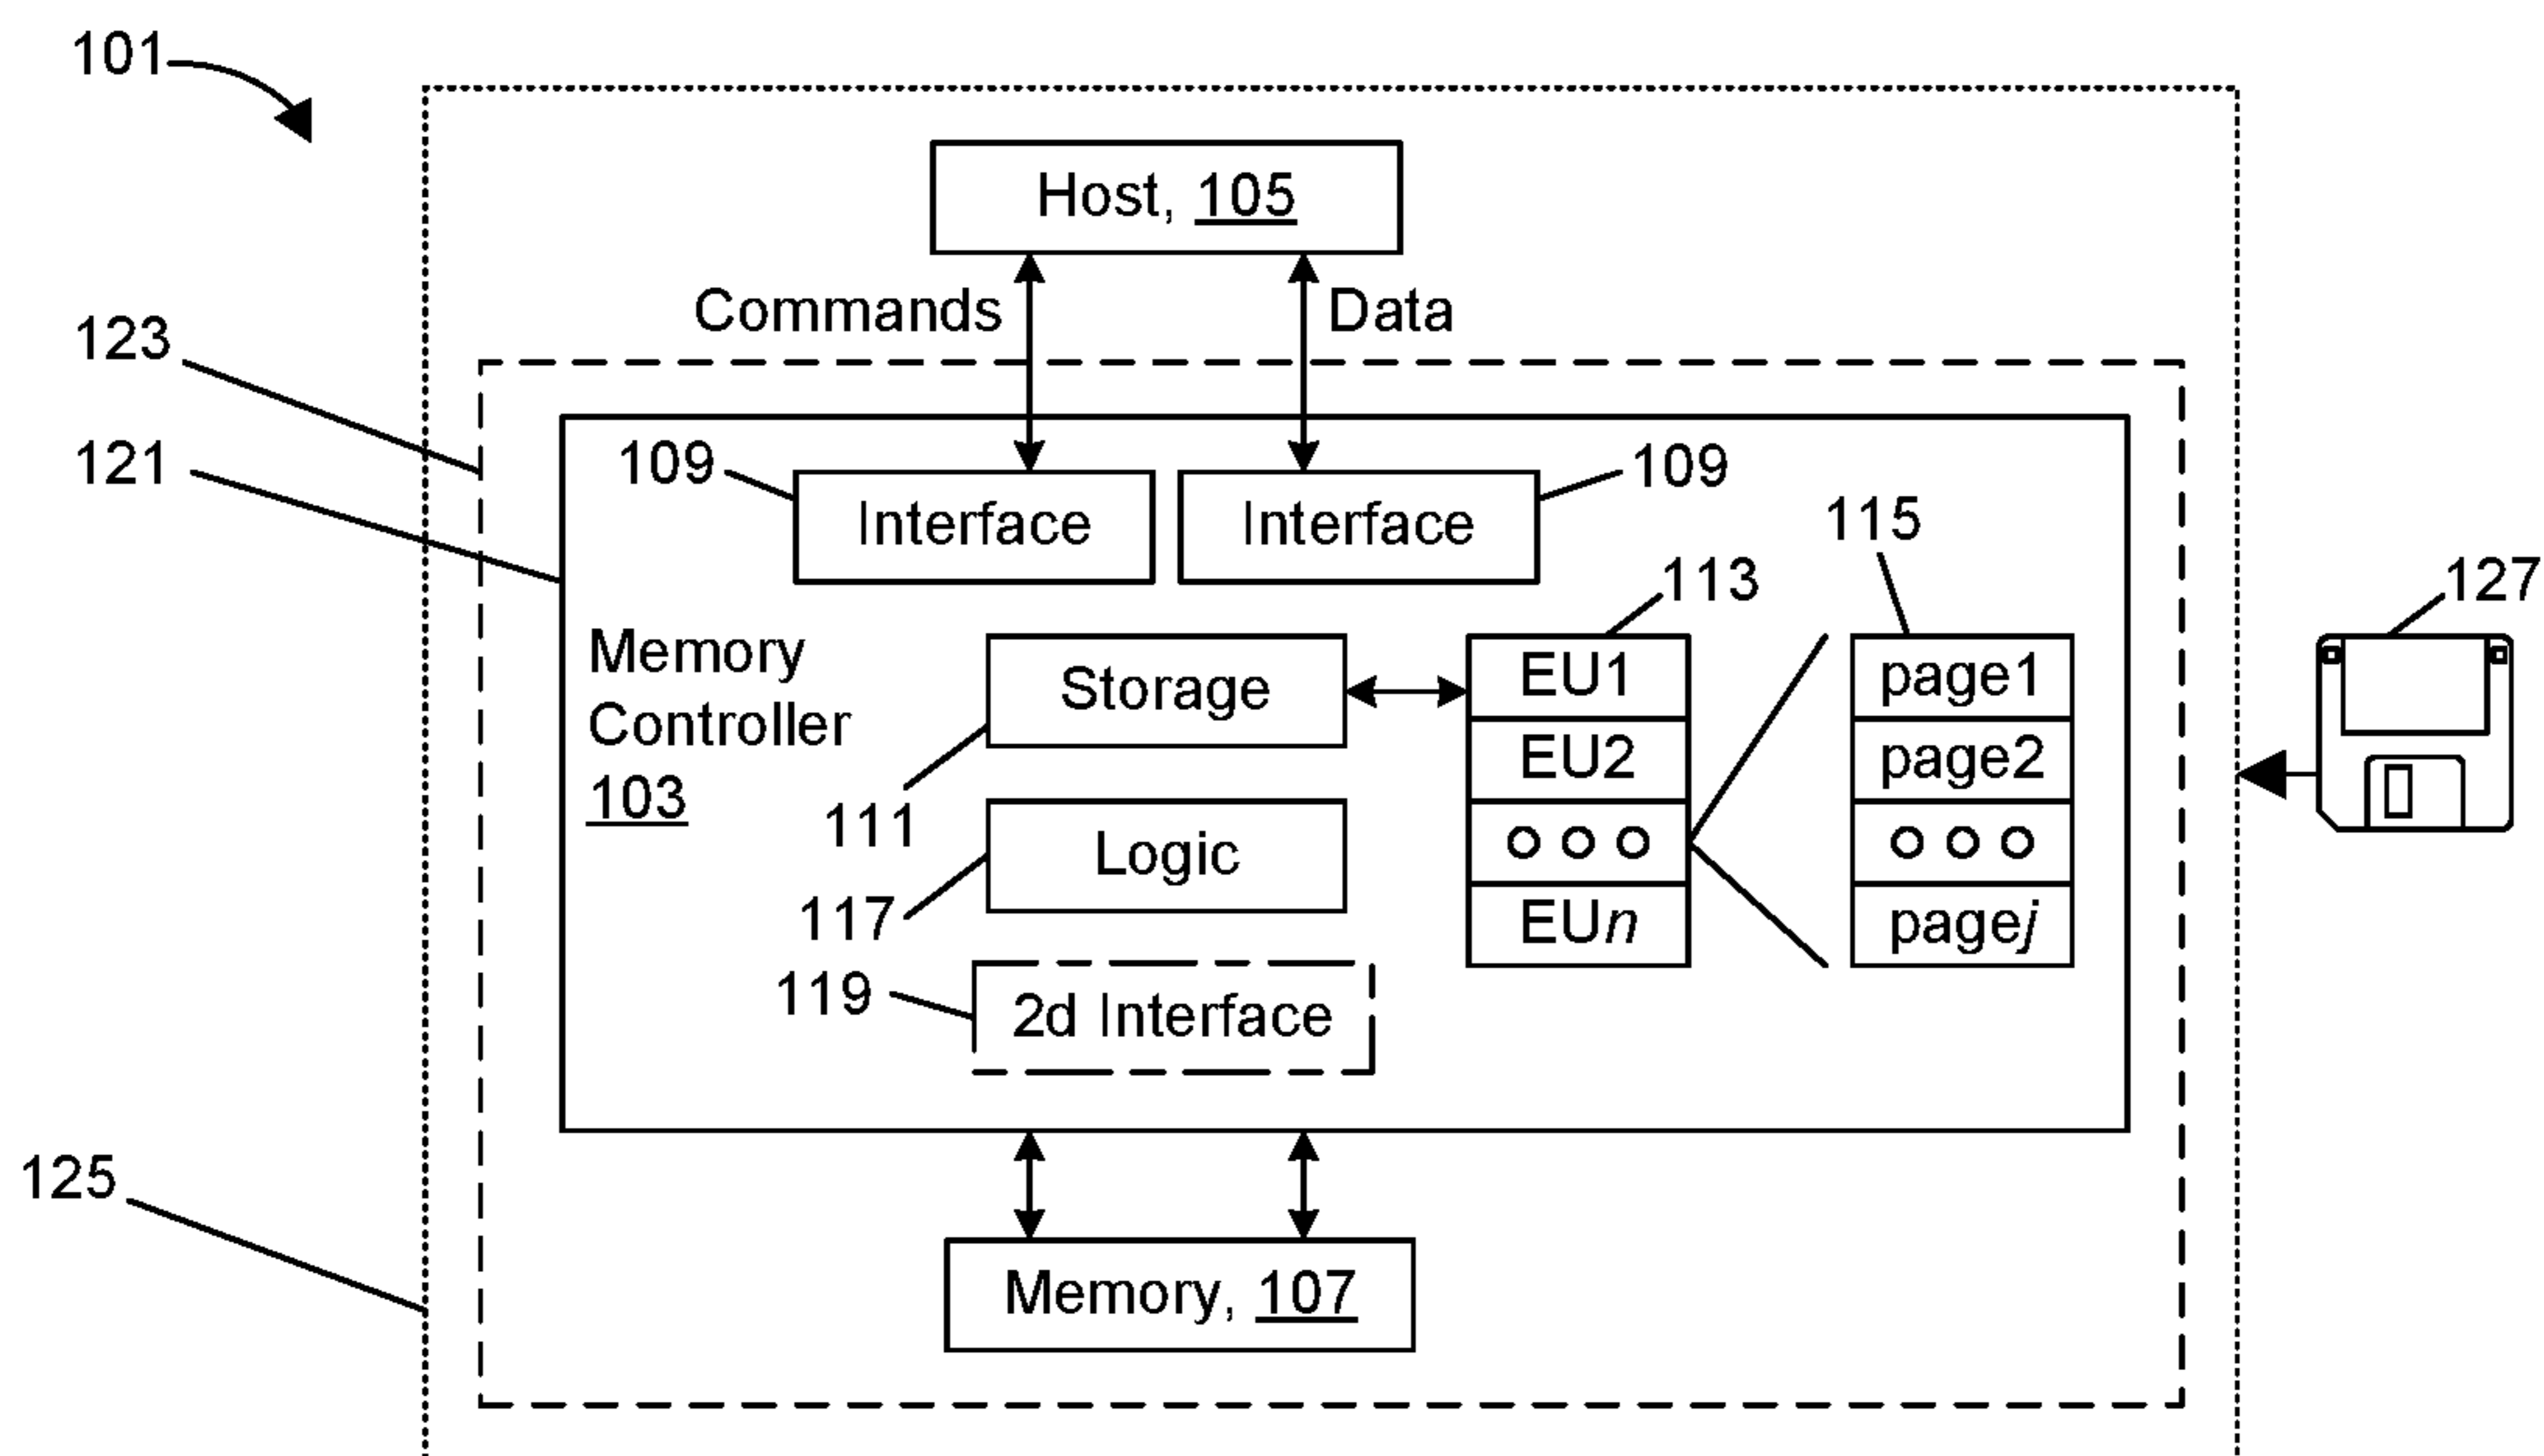 101
Host, 105
Commands
Data
123
121
109
Interface
Interface
109
115
113
127
Memory
Controller
103
Storage
111
Logic
117
119
2d Interface
EU1
EU2
EUn
page1
page2
pagej
125
Memory, 107